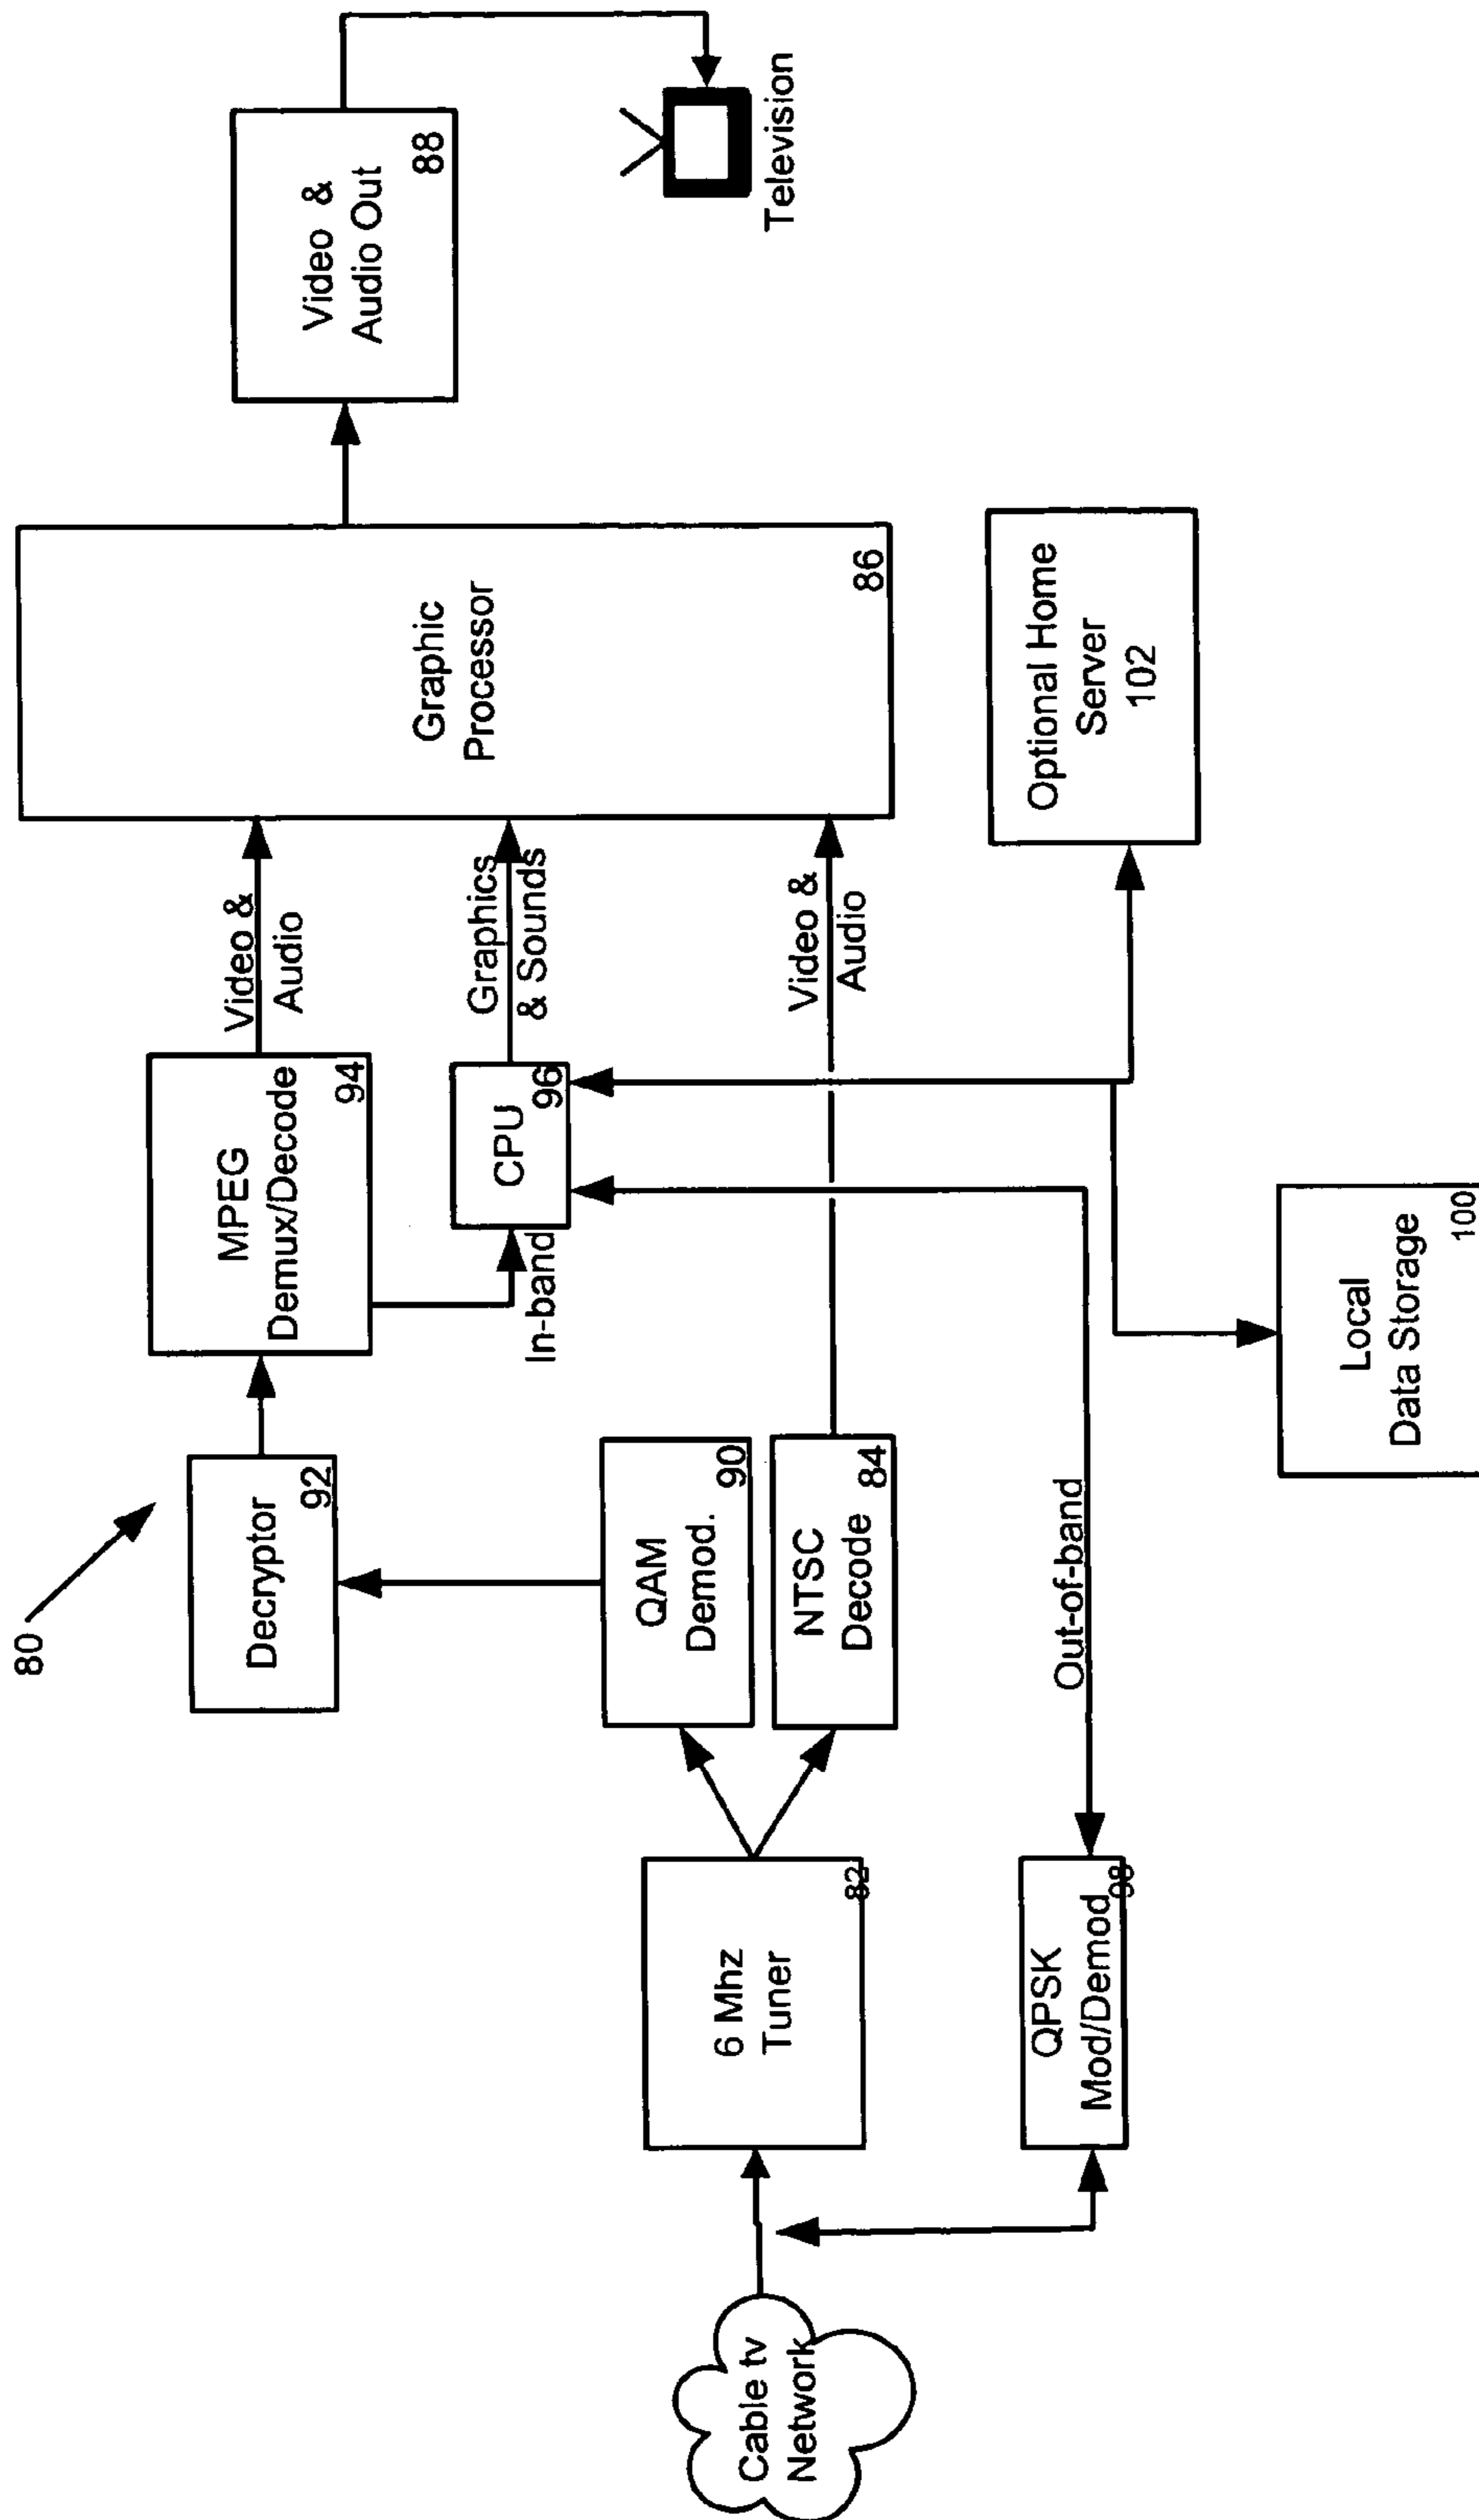 80
Decryptor
92
MPEG
Demux/Decode
94
Video &
Audio
Graphic
Processor
86
Video &
Audio Out
88
Television
In-band
CPU
96
Graphics
& Sounds
Cable tv
Network
6 Mhz
Tuner
82
QAM
Demod.
90
NTSC
Decode
84
Video &
Audio
QPSK
Mod/Demod
98
Out-of-band
Optional Home
Server
102
Local
Data Storage
100